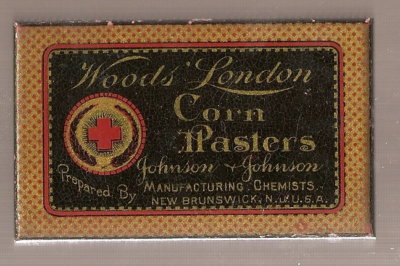 Woods' London
Corn
Plasters
Johnson & Johnson
Prepared By
MANUFACTURING CHEMISTS
NEW BRUNSWICK, N.J.U.S.A.